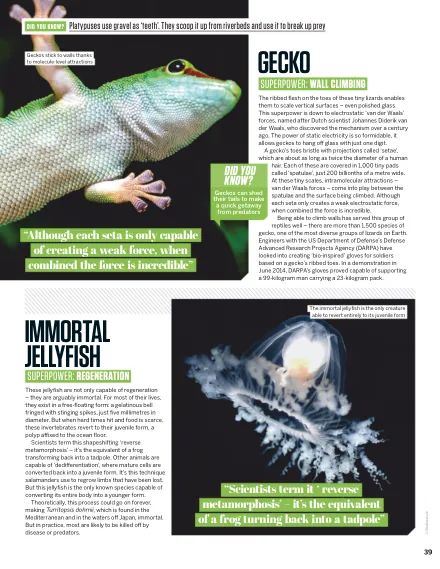 DID YOU KNOW? Platypuses use gravel as 'teeth'. They scoop it up from riverbeds and use it to break up prey
Geckos stick to walls thanks
to molecule-level attractions
GECKO
SUPERPOWER: WALL CLIMBING
The ribbed flesh on the toes of these tiny lizards enables
them to scale vertical surfaces – even polished glass.
This superpower is down to electrostatic 'van der Waals'
forces, named after Dutch scientist Johannes Diderik van
der Waals, who discovered the mechanism over a century
ago. The power of static electricity is so formidable, it
allows geckos to hang off glass with just one digit.
A gecko's toes bristle with projections called 'setae',
which are about as long as twice the diameter of a human
hair. Each of these are covered in 1,000 tiny pads
called 'spatulae', just 200 billionths of a metre wide.
At these tiny scales, intramolecular attractions –
van der Waals forces – come into play between the
spatulae and the surface being climbed. Although
each seta only creates a weak electrostatic force,
when combined the force is incredible.
Being able to climb walls has served this group of
reptiles well – there are more than 1,500 species of
gecko, one of the most diverse groups of lizards on Earth.
Engineers with the US Department of Defense's Defense
Advanced Research Projects Agency (DARPA) have
looked into creating 'bio-inspired' gloves for soldiers
based on a gecko's ribbed toes. In a demonstration in
June 2014, DARPA's gloves proved capable of supporting
a 99-kilogram man carrying a 23-kilogram pack.
DID YOU
KNOW?
Geckos can shed
their tails to make
a quick getaway
from predators
"Although each seta is only capable
of creating a weak force, when
combined the force is incredible"
IMMORTAL
JELLYFISH
SUPERPOWER: REGENERATION
These jellyfish are not only capable of regeneration
– they are arguably immortal. For most of their lives,
they exist in a free-floating form: a gelatinous bell
fringed with stinging spikes, just five millimetres in
diameter. But when hard times hit and food is scarce,
these invertebrates revert to their juvenile form, a
polyp affixed to the ocean floor.
Scientists term this shapeshifting 'reverse
metamorphosis' – it's the equivalent of a frog
transforming back into a tadpole. Other animals are
capable of 'dedifferentiation', where mature cells are
converted back into a juvenile form. It's this technique
salamanders use to regrow limbs that have been lost.
But this jellyfish is the only known species capable of
converting its entire body into a younger form.
Theoretically, this process could go on forever,
making Turritopsis dohrnii, which is found in the
Mediterranean and in the waters off Japan, immortal.
But in practice, most are likely to be killed off by
disease or predators.
The immortal jellyfish is the only creature
able to revert entirely to its juvenile form
"Scientists term it 'reverse
metamorphosis' – it's the equivalent
of a frog turning back into a tadpole"
39